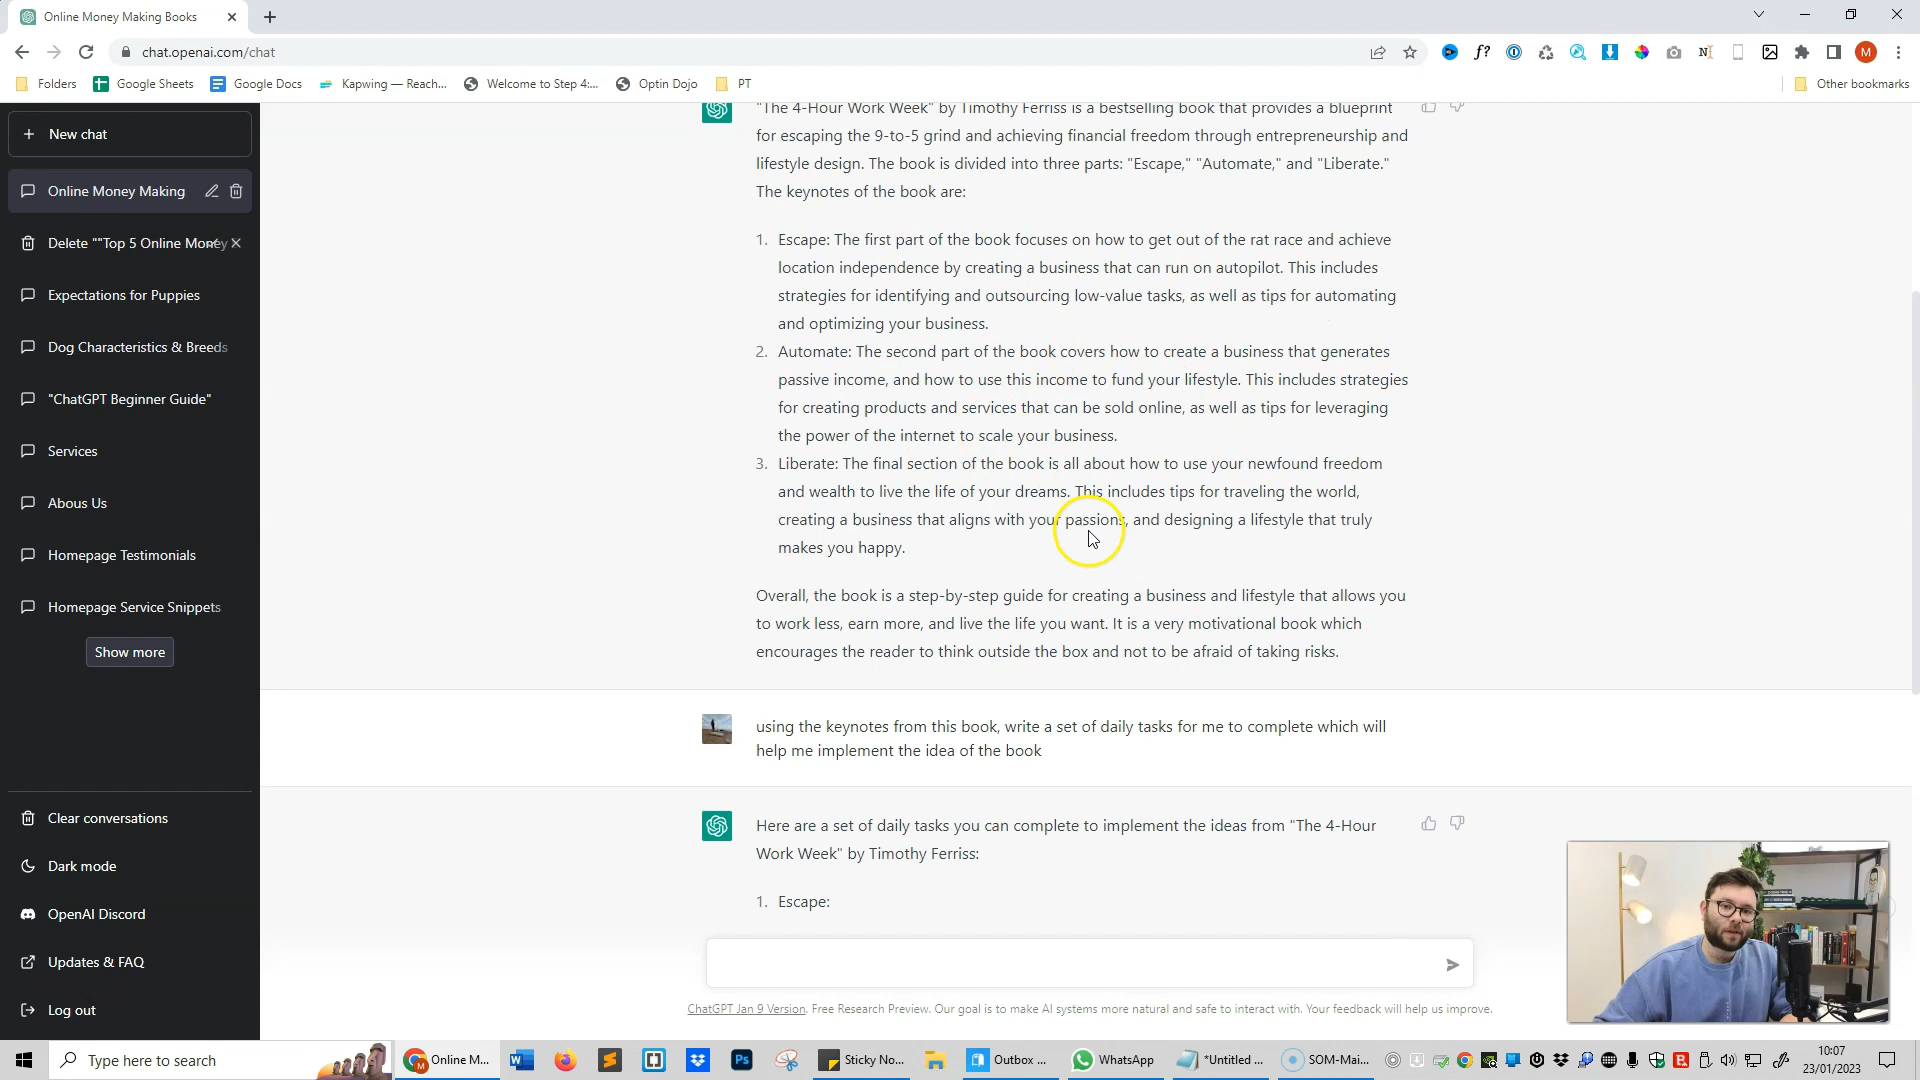 Online Money Making Books
chat.openai.com/chat
Folders
Google Sheets
Google Docs
Kapwing — Reach...
Welcome to Step 4:...
Optin Dojo
PT
Other bookmarks
New chat
Online Money Making
Delete ""Top 5 Online Money
Expectations for Puppies
Dog Characteristics & Breeds
"ChatGPT Beginner Guide"
Services
Abous Us
Homepage Testimonials
Homepage Service Snippets
Show more
Clear conversations
Dark mode
OpenAI Discord
Updates & FAQ
Log out
"The 4-Hour Work Week" by Timothy Ferriss is a bestselling book that provides a blueprint
for escaping the 9-to-5 grind and achieving financial freedom through entrepreneurship and
lifestyle design. The book is divided into three parts: "Escape," "Automate," and "Liberate."
The keynotes of the book are:
1. Escape: The first part of the book focuses on how to get out of the rat race and achieve
location independence by creating a business that can run on autopilot. This includes
strategies for identifying and outsourcing low-value tasks, as well as tips for automating
and optimizing your business.
2. Automate: The second part of the book covers how to create a business that generates
passive income, and how to use this income to fund your lifestyle. This includes strategies
for creating products and services that can be sold online, as well as tips for leveraging
the power of the internet to scale your business.
3. Liberate: The final section of the book is all about how to use your newfound freedom
and wealth to live the life of your dreams. This includes tips for traveling the world,
creating a business that aligns with your passions, and designing a lifestyle that truly
makes you happy.
Overall, the book is a step-by-step guide for creating a business and lifestyle that allows you
to work less, earn more, and live the life you want. It is a very motivational book which
encourages the reader to think outside the box and not to be afraid of taking risks.
using the keynotes from this book, write a set of daily tasks for me to complete which will
help me implement the idea of the book
Here are a set of daily tasks you can complete to implement the ideas from "The 4-Hour
Work Week" by Timothy Ferriss:
1. Escape:
ChatGPT Jan 9 Version. Free Research Preview. Our goal is to make AI systems more natural and safe to interact with. Your feedback will help us improve.
Type here to search
Online M...
Sticky No...
Outbox ...
WhatsApp
*Untitled ...
SOM-Mai...
10:07
23/01/2023